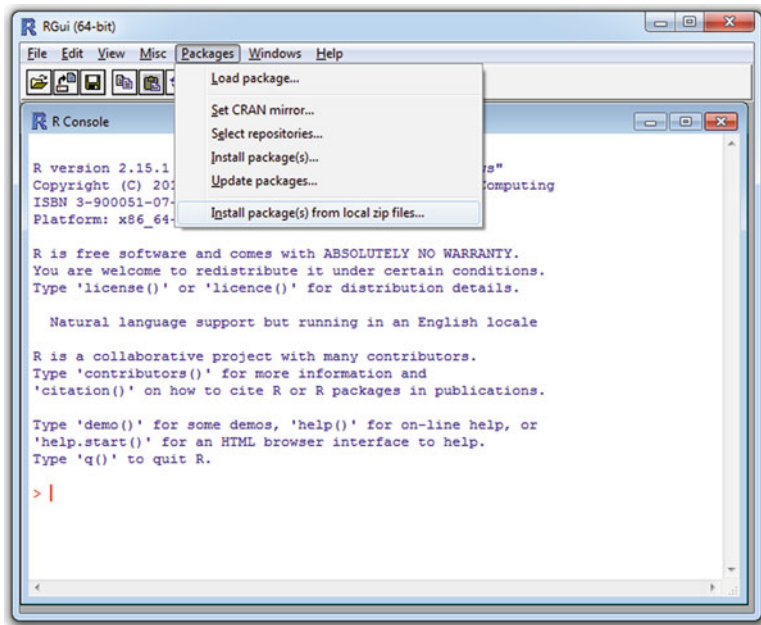 RGui (64-bit)
File Edit View Misc Packages Windows Help
Load package...
Set CRAN mirror...
Select repositories...
Install package(s)...
Update packages...
Install package(s) from local zip files...
R Console
R version 2.15.1
Copyright (C) 201 Computing
ISBN 3-900051-07-
Platform: x86_64-
R is free software and comes with ABSOLUTELY NO WARRANTY.
You are welcome to redistribute it under certain conditions.
Type 'license()' or 'licence()' for distribution details.
Natural language support but running in an English locale
R is a collaborative project with many contributors.
Type 'contributors()' for more information and
'citation()' on how to cite R or R packages in publications.
Type 'demo()' for some demos, 'help()' for on-line help, or
'help.start()' for an HTML browser interface to help.
Type 'q()' to quit R.
>